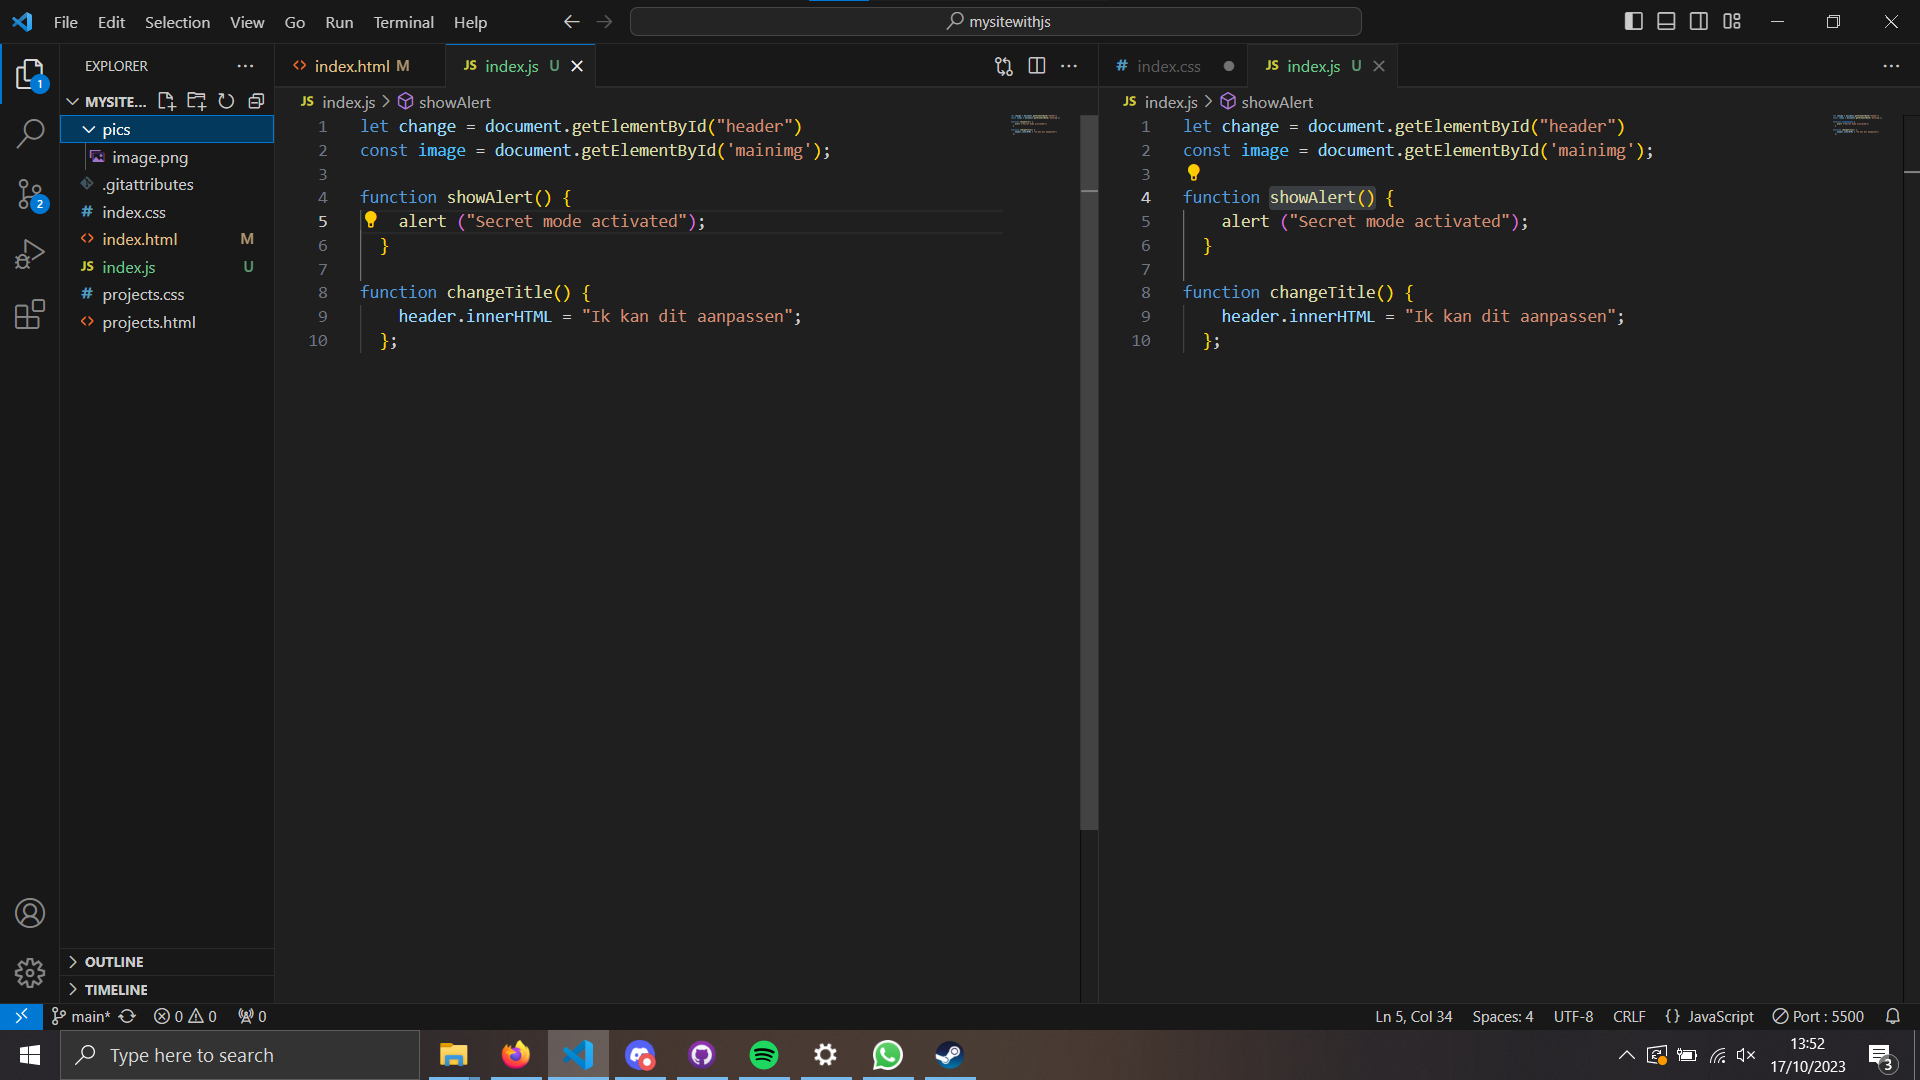 File Edit Selection View Go Run Terminal Help
mysitewithjs
EXPLORER
MYSITE...
pics
image.png
.gitattributes
index.css
index.html M
index.js U
projects.css
projects.html
OUTLINE
TIMELINE
1
2
index.html M
JS index.js U
JS index.js > showAlert
1 let change = document.getElementById("header")
2 const image = document.getElementById('mainimg');
3
4 function showAlert() {
5 alert ("Secret mode activated");
6 }
7
8 function changeTitle() {
9 header.innerHTML = "Ik kan dit aanpassen";
10 };
# index.css
JS index.js U
JS index.js > showAlert
1 let change = document.getElementById("header")
2 const image = document.getElementById('mainimg');
3
4 function showAlert() {
5 alert ("Secret mode activated");
6 }
7
8 function changeTitle() {
9 header.innerHTML = "Ik kan dit aanpassen";
10 };
main* 0 0 0
Ln 5, Col 34 Spaces: 4 UTF-8 CRLF {} JavaScript Port : 5500
Type here to search
13:52
17/10/2023
3